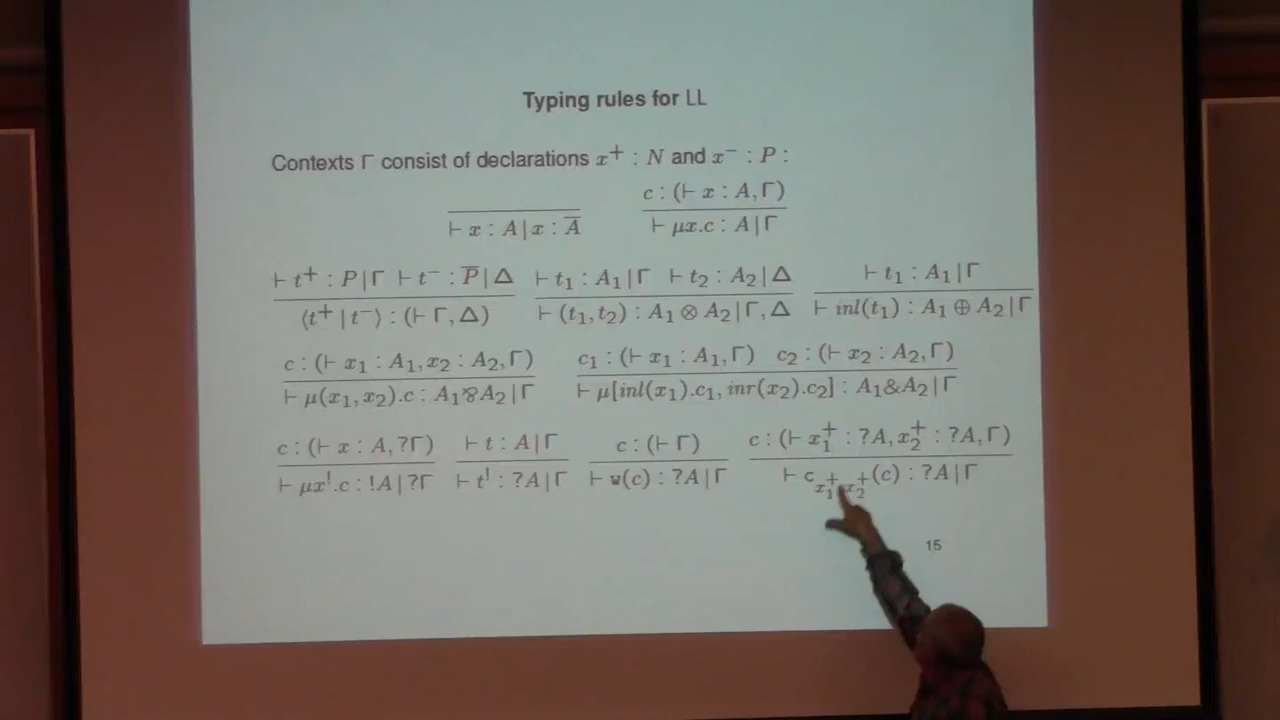 Typing rules for LL
Contexts Γ consist of declarations x⁺ : N and x⁻ : P :
c : (⊢ x : A, Γ)
⊢ x : A | x : A̅    ⊢ μx.c : A | Γ
⊢ t⁺ : P | Γ  ⊢ t⁻ : P̅ | Δ    ⊢ t₁ : A₁ | Γ  ⊢ t₂ : A₂ | Δ    ⊢ t₁ : A₁ | Γ
⟨t⁺ | t⁻⟩ : (⊢ Γ, Δ)    ⊢ (t₁, t₂) : A₁ ⊗ A₂ | Γ, Δ    ⊢ inl(t₁) : A₁ ⊕ A₂ | Γ
c : (⊢ x₁ : A₁, x₂ : A₂, Γ)    c₁ : (⊢ x₁ : A₁, Γ)  c₂ : (⊢ x₂ : A₂, Γ)
⊢ μ(x₁, x₂).c : A₁⅋A₂ | Γ    ⊢ μ[inl(x₁).c₁, inr(x₂).c₂] : A₁&A₂ | Γ
c : (⊢ x : A, ?Γ)    ⊢ t : A | Γ    c : (⊢ Γ)    c : (⊢ x₁⁺ : ?A, x₂⁺ : ?A, Γ)
⊢ μx!.c : !A | ?Γ    ⊢ t! : ?A | Γ    ⊢ w(c) : ?A | Γ    ⊢ c x₁⁺ x₂⁺ (c) : ?A | Γ
15